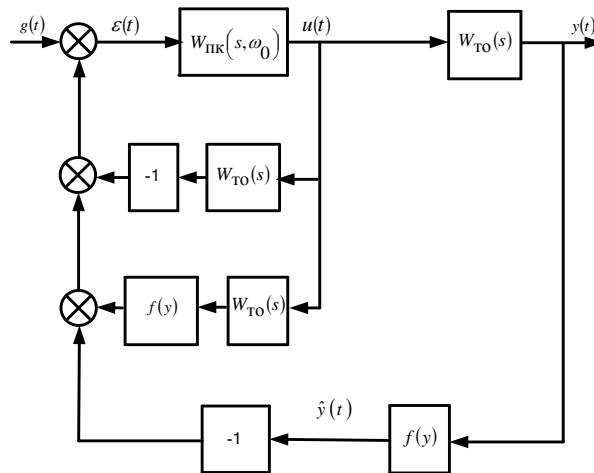 g(t)
ε(t)
W_ПК(s,ω_0)
u(t)
W_ТО(s)
y(t)
-1
W_ТО(s)
f(y)
W_ТО(s)
-1
ŷ(t)
f(y)